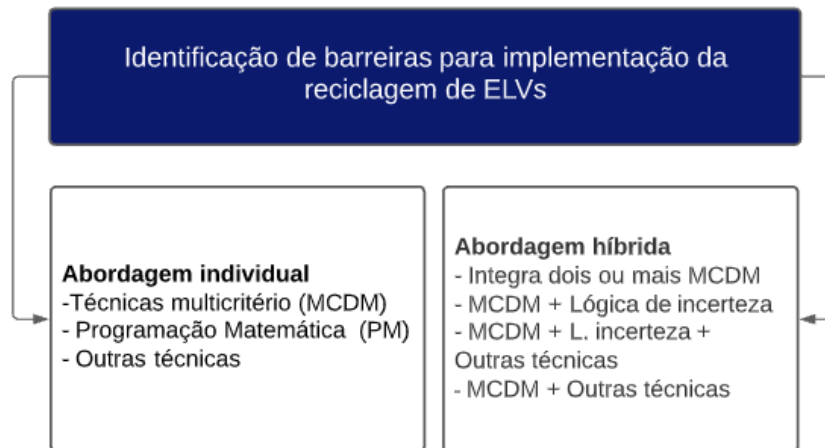 Identificação de barreiras para implementação da
reciclagem de ELVs
Abordagem individual
-Técnicas multicritério (MCDM)
- Programação Matemática (PM)
- Outras técnicas
Abordagem híbrida
- Integra dois ou mais MCDM
- MCDM + Lógica de incerteza
- MCDM + L. incerteza +
Outras técnicas
- MCDM + Outras técnicas